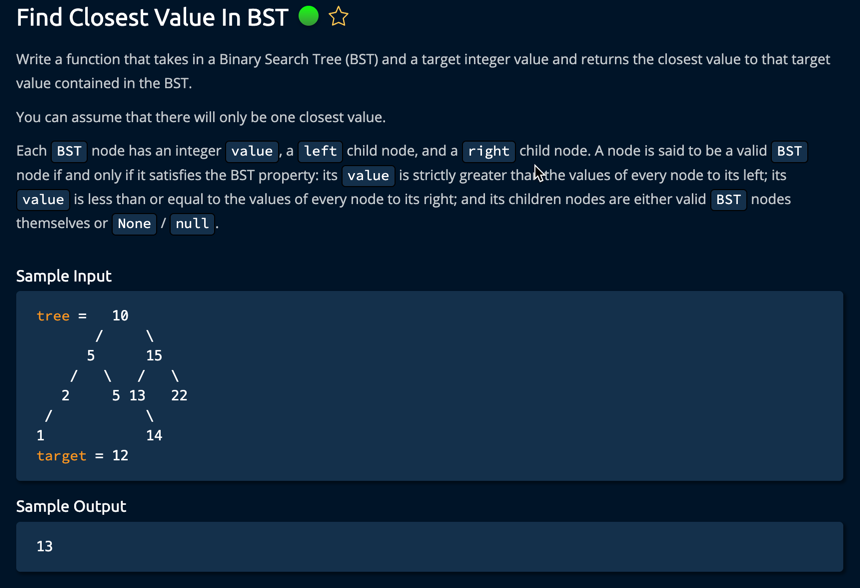 Find Closest Value In BST
Write a function that takes in a Binary Search Tree (BST) and a target integer value and returns the closest value to that target
value contained in the BST.
You can assume that there will only be one closest value.
Each BST node has an integer value , a left child node, and a right child node. A node is said to be a valid BST
node if and only if it satisfies the BST property: its value is strictly greater than the values of every node to its left; its
value is less than or equal to the values of every node to its right; and its children nodes are either valid BST nodes
themselves or None / null .
Sample Input
tree =   10
       /     \
      5      15
    /   \   /   \
   2     5 13   22
 /           \
1            14
target = 12
Sample Output
13